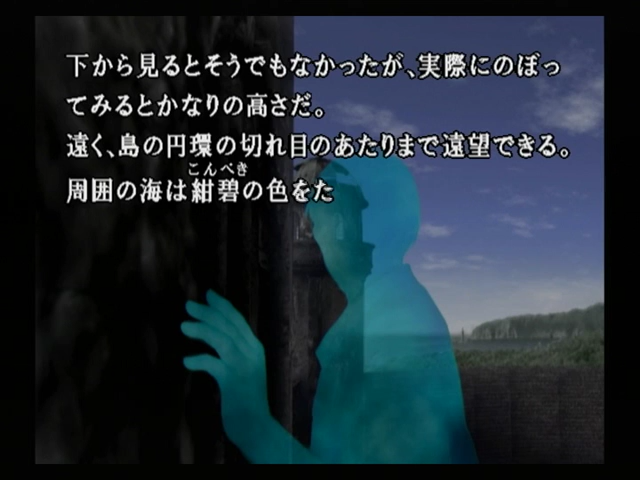 下から見るとそうでもなかったが、実際にのぼっ
てみるとかなりの高さだ。
遠く、島の円環の切れ目のあたりまで遠望できる。
こんぺき
周囲の海は紺碧の色をた